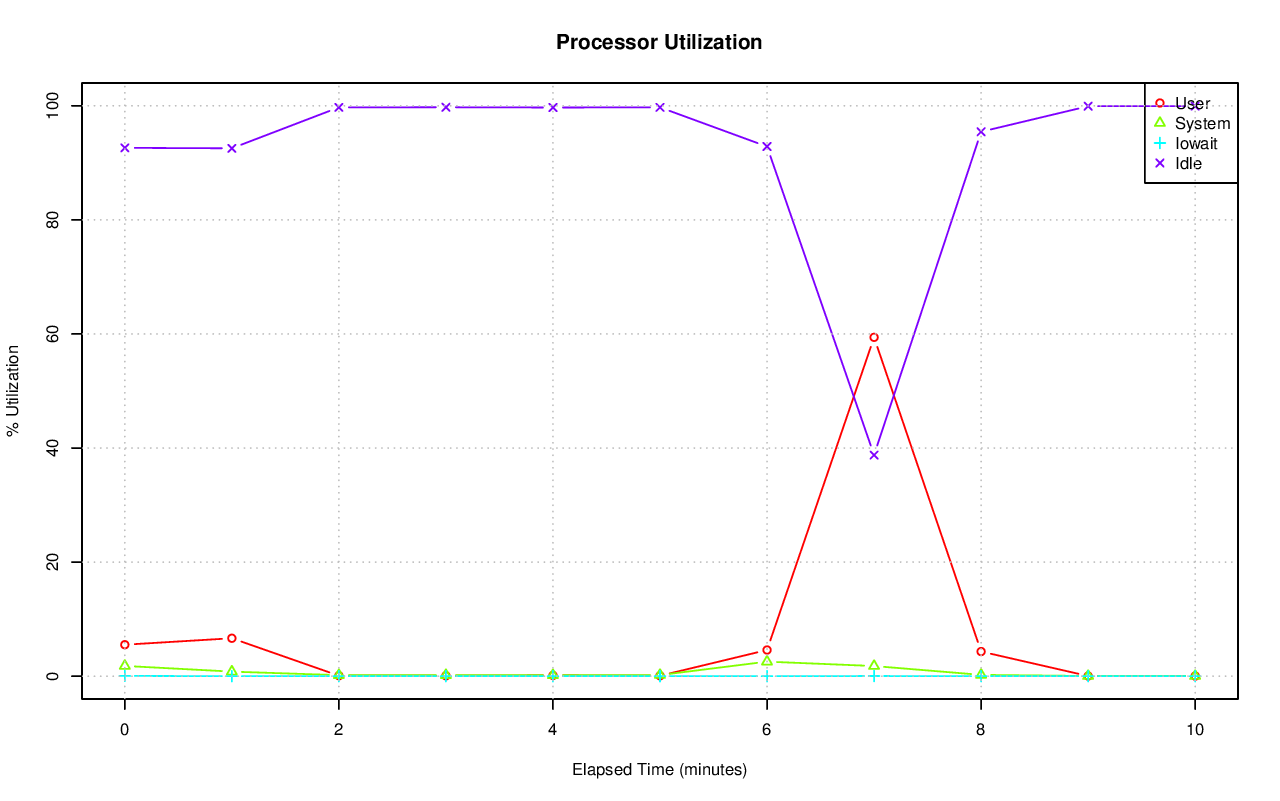 Processor Utilization
% Utilization
100
80
60
40
20
0
User
System
Iowait
Idle
0 2 4 6 8 10
Elapsed Time (minutes)